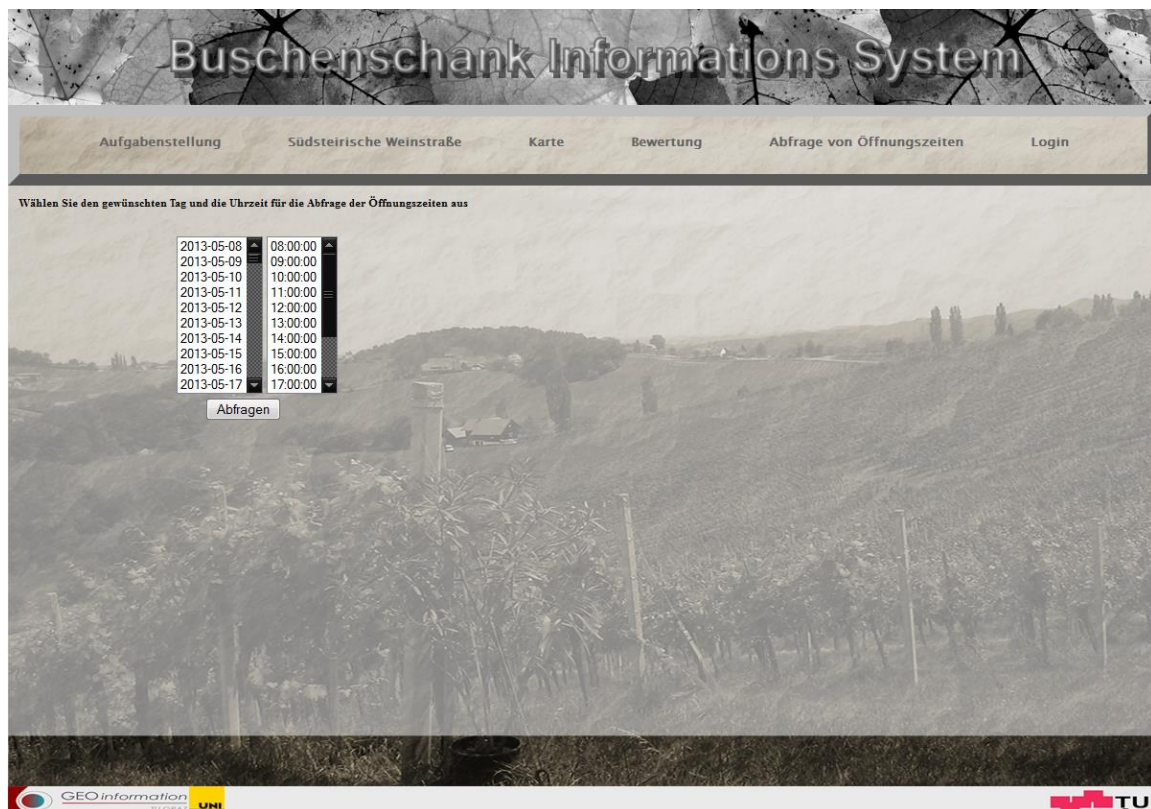 Buschenschank Informations System
Aufgabenstellung Südsteirische Weinstraße Karte Bewertung Abfrage von Öffnungszeiten Login
Wählen Sie den gewünschten Tag und die Uhrzeit für die Abfrage der Öffnungszeiten aus
2013-05-08 08:00:00
2013-05-09 09:00:00
2013-05-10 10:00:00
2013-05-11 11:00:00
2013-05-12 12:00:00
2013-05-13 13:00:00
2013-05-14 14:00:00
2013-05-15 15:00:00
2013-05-16 16:00:00
2013-05-17 17:00:00
Abfragen
GEOinformation
UNI
TU